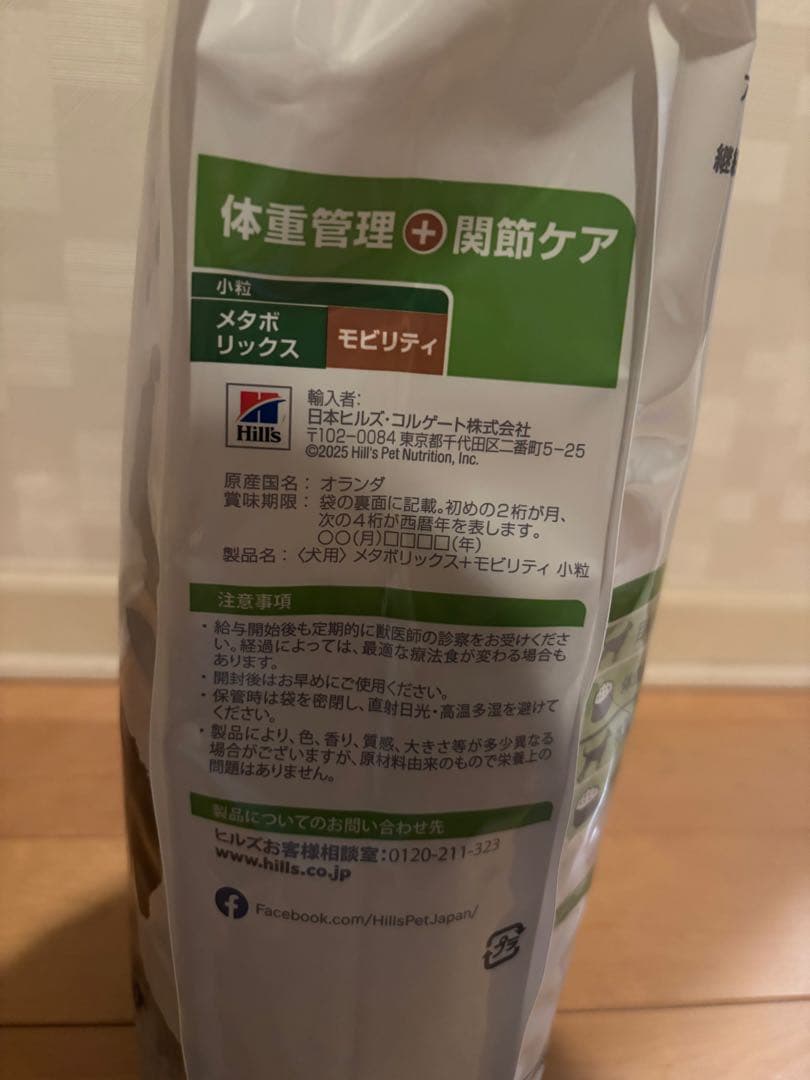 体重管理+関節ケア
小粒
メタボ
リックス
モビリティ
Hill's
輸入者:
日本ヒルズ・コルゲート株式会社
〒102-0084 東京都千代田区二番町5-25
©2025 Hill's Pet Nutrition, Inc.
原産国名: オランダ
賞味期限: 袋の裏面に記載。初めの2桁が月、
次の4桁が西暦年を表します。
○○(月)□□□□(年)
製品名: 〈犬用〉メタボリックス+モビリティ 小粒
注意事項
・給与開始後も定期的に獣医師の診察をお受けくださ
い。経過によっては、最適な療法食が変わる場合も
あります。
・開封後はお早めにご使用ください。
・保管時は袋を密閉し、直射日光・高温多湿を避けて
ください。
・製品により、色、香り、質感、大きさ等が多少異なる
場合がございますが、原材料由来のもので栄養上の
問題はありません。
製品についてのお問い合わせ先
ヒルズお客様相談室:0120-211-323
www.hills.co.jp
Facebook.com/HillsPetJapan/
プラ